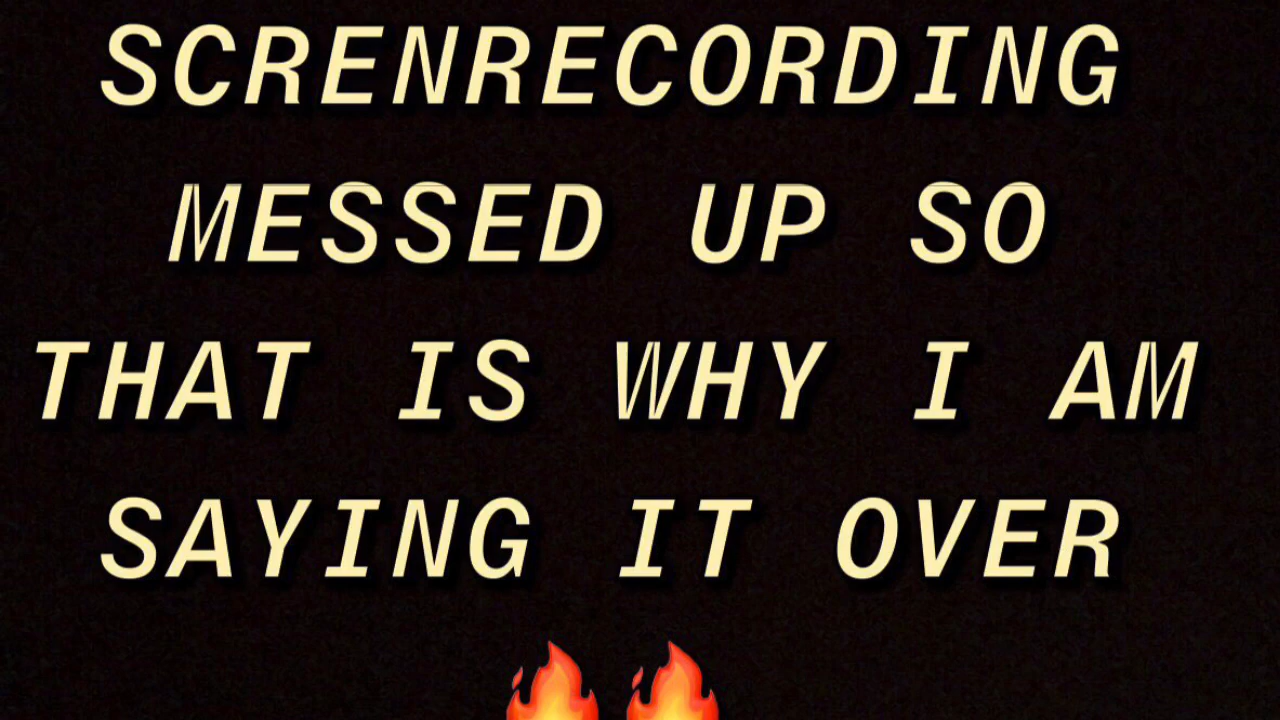 SCRENRECORDING
MESSED UP SO
THAT IS WHY I AM
SAYING IT OVER
🔥🔥